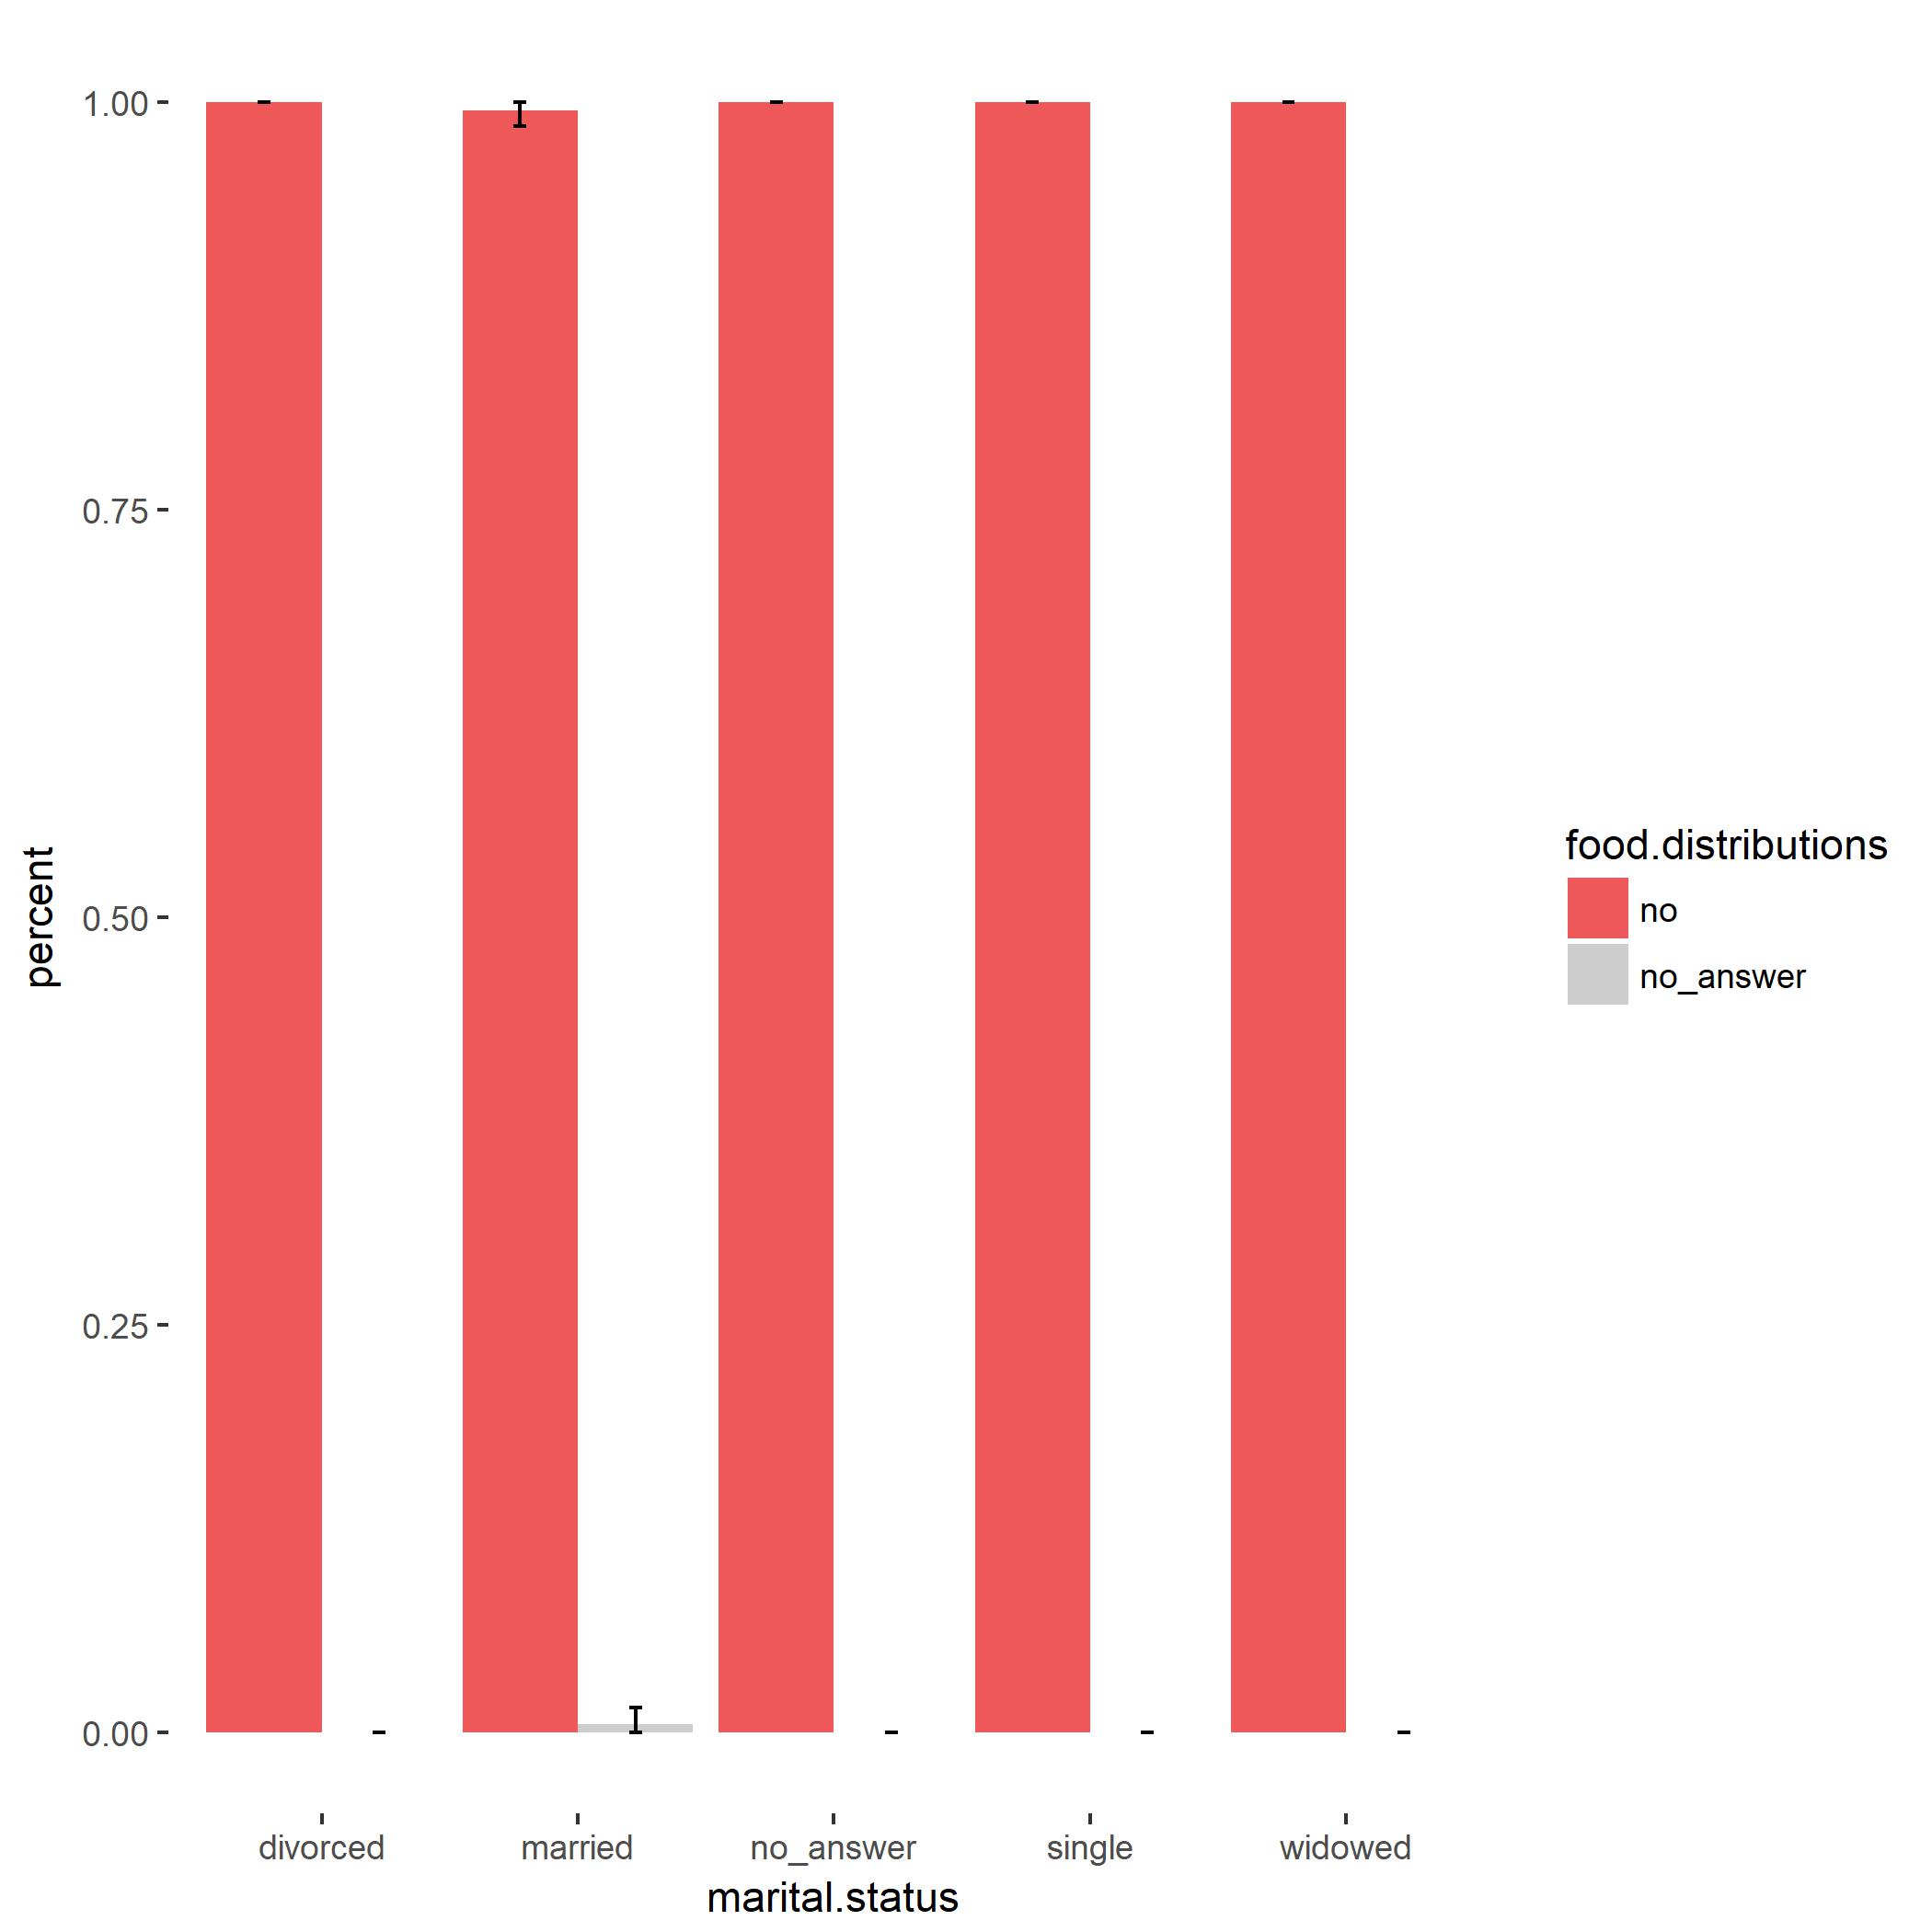 1.00
0.75
0.50
0.25
0.00
percent
divorced married no_answer single widowed
marital.status
food.distributions
no
no_answer